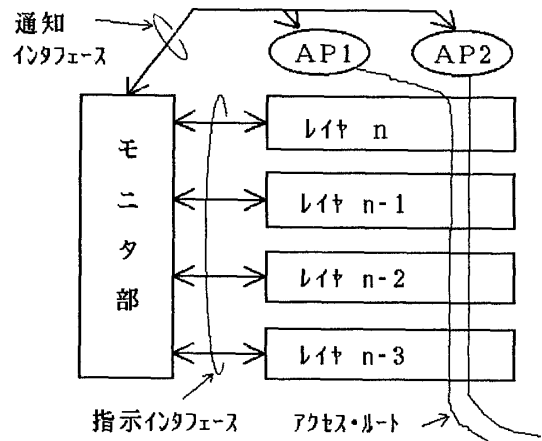 通知
ｲﾝﾀﾌｪｰｽ
AP1
AP2
モニタ部
ﾚｲﾔ n
ﾚｲﾔ n-1
ﾚｲﾔ n-2
ﾚｲﾔ n-3
指示ｲﾝﾀﾌｪｰｽ
ｱｸｾｽ・ﾙｰﾄ